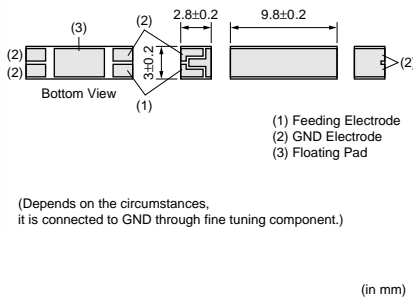 (3)
(2)
2.8±0.2
9.8±0.2
(2)
(2)
3±0.2
(2)
Bottom View
(1)
(1) Feeding Electrode
(2) GND Electrode
(3) Floating Pad
(Depends on the circumstances,
it is connected to GND through fine tuning component.)
(in mm)